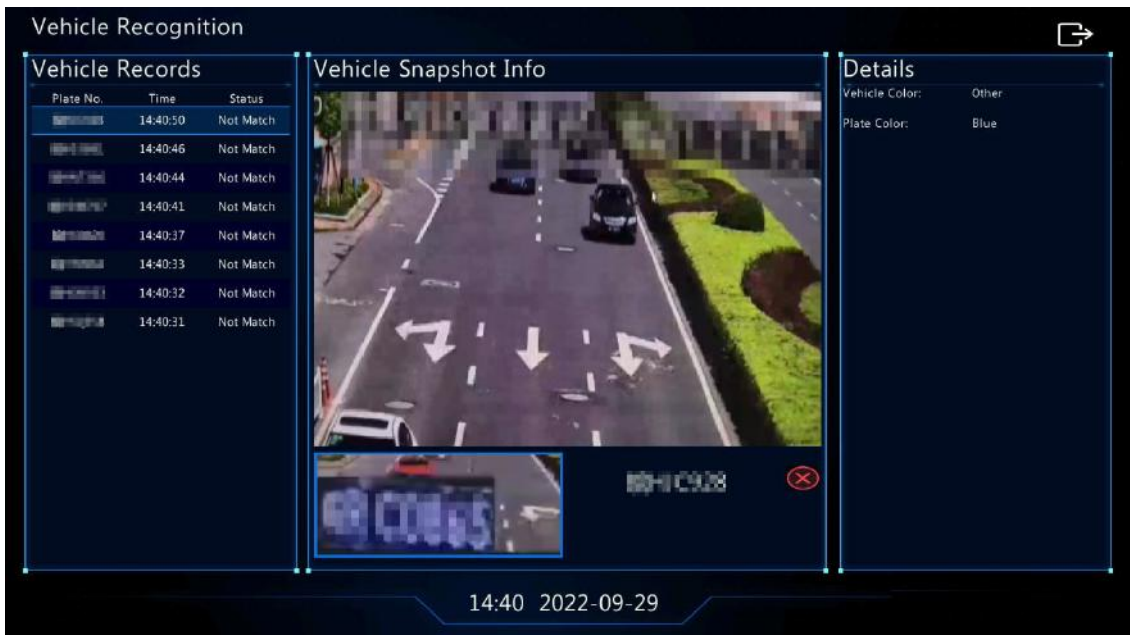 Vehicle Recognition
Vehicle Records
Plate No. Time Status
14:40:50 Not Match
14:40:46 Not Match
14:40:44 Not Match
14:40:41 Not Match
14:40:37 Not Match
14:40:33 Not Match
14:40:32 Not Match
14:40:31 Not Match
Vehicle Snapshot Info
Details
Vehicle Color: Other
Plate Color: Blue
14:40 2022-09-29